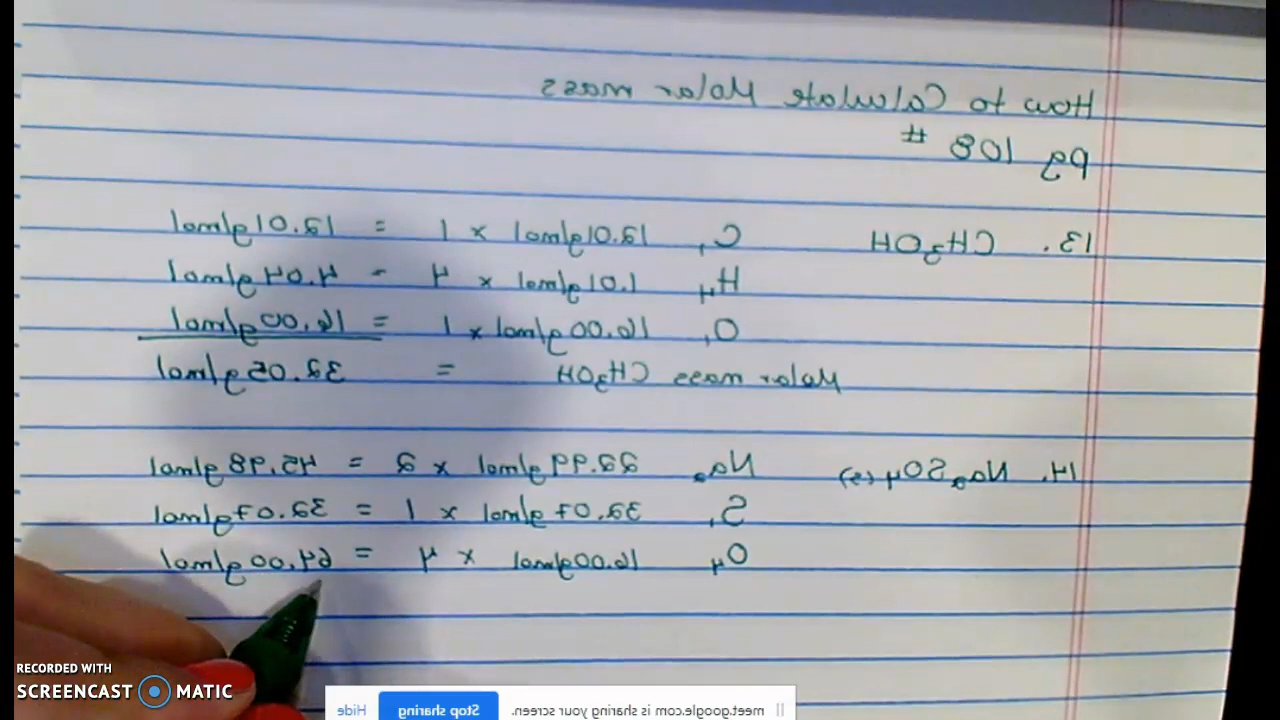 How to Calculate Molar mass
pg 108 #
13. CH3OH C1 12.01g/mol x 1 = 12.01g/mol
H4 1.01g/mol x 4 = 4.04g/mol
O1 16.00g/mol x 1 = 16.00g/mol
Molar mass CH3OH = 32.05g/mol
14. Na2SO4(s) Na2 22.99g/mol x 2 = 45.98g/mol
S1 32.07g/mol x 1 = 32.07g/mol
O4 16.00g/mol x 4 = 64.00g/mol
RECORDED WITH
SCREENCAST MATIC
meet.google.com is sharing your screen. Stop sharing Hide